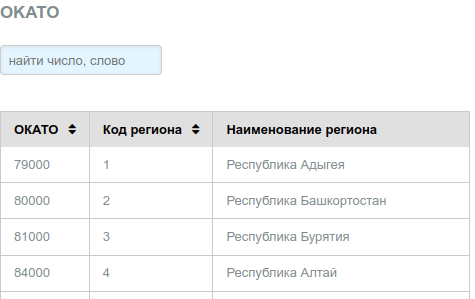 ОКАТО
найти число, слово
ОКАТО Код региона Наименование региона
79000 1 Республика Адыгея
80000 2 Республика Башкортостан
81000 3 Республика Бурятия
84000 4 Республика Алтай